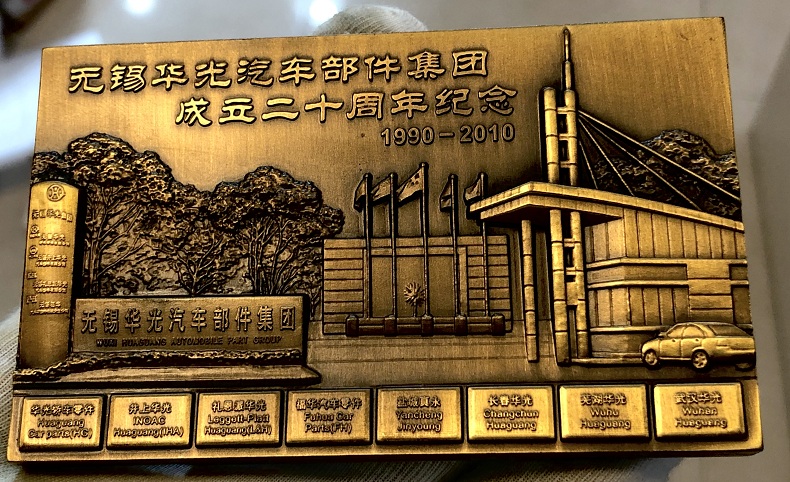 无锡华光汽车部件集团
成立二十周年纪念
1990-2010
无锡华光汽车部件集团
WUXI HUAGUANG AUTOMOBILE PART GROUP
华光轿车零件
Huaguang
Car parts(HG)
井上华光
INOAC
Huaguang(IHA)
礼恩派华光
Leggett-Platt
Huaguang(L&H)
福华汽车零件
Fuhua Car
Parts(FH)
盐城真永
Yancheng
Jinyoung
长春华光
Changchun
Huaguang
芜湖华光
Wuhu
Huaguang
武汉华光
Wuhan
Huaguang